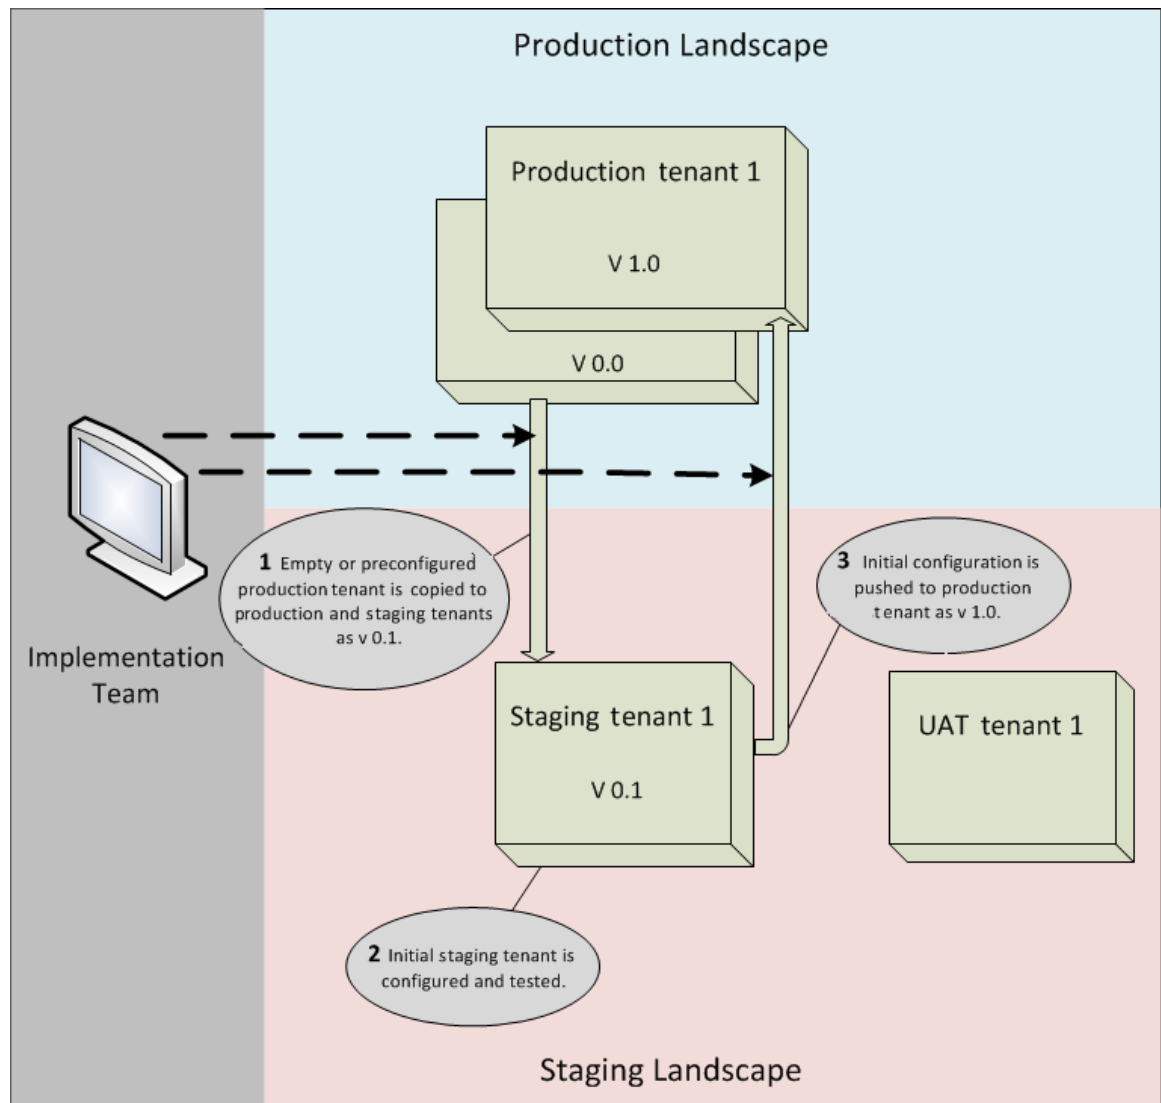 Production Landscape
Production tenant 1
V 1.0
V 0.0
1 Empty or preconfigured
production tenant is copied to
production and staging tenants
as v 0.1.
3 Initial configuration is
pushed to production
tenant as v 1.0.
Implementation
Team
Staging tenant 1
V 0.1
UAT tenant 1
2 Initial staging tenant is
configured and tested.
Staging Landscape